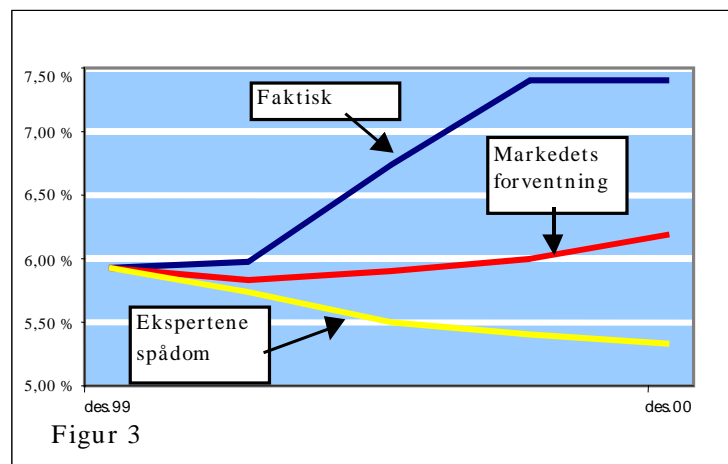 7,50 %
Faktisk
7,00 %
Markedets
forventning
6,50 %
6,00 %
Ekspertene
spådom
5,50 %
5,00 %
des.99
des.00
Figur 3